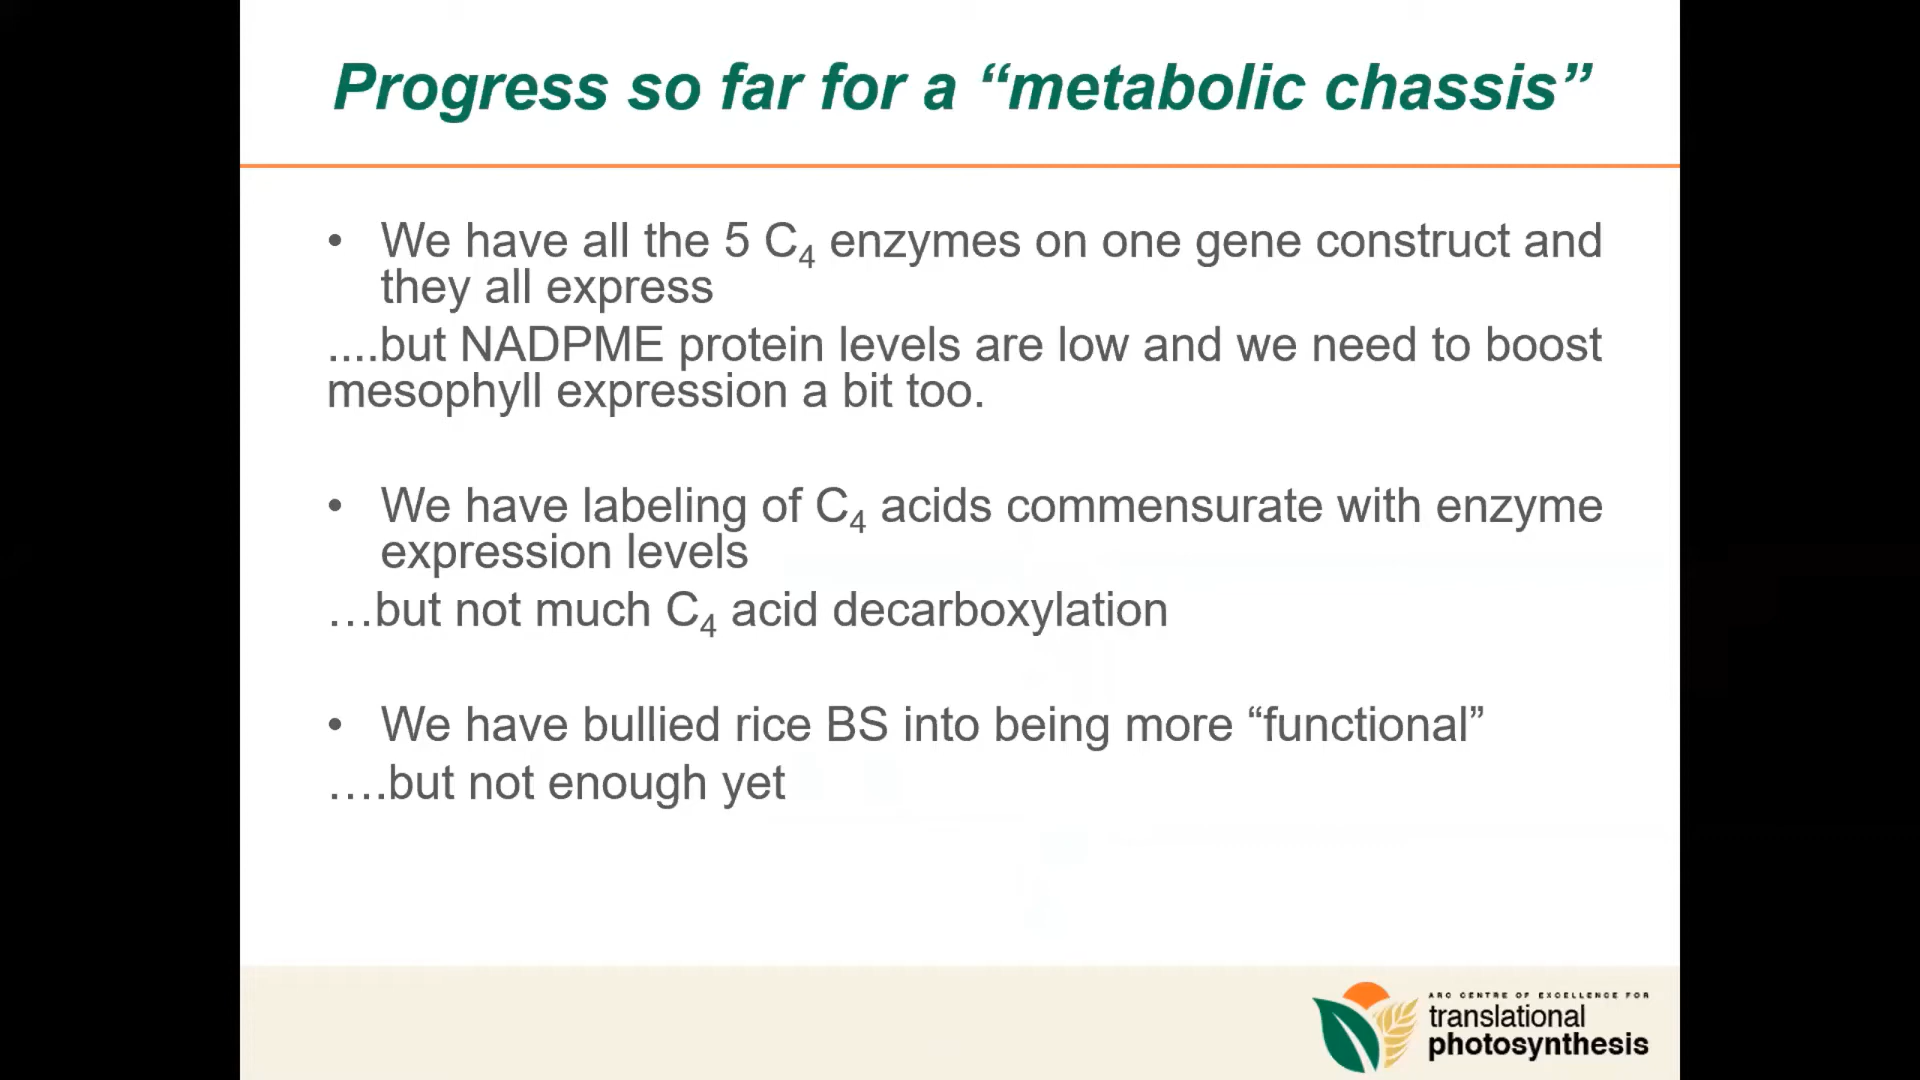 Progress so far for a “metabolic chassis”
• We have all the 5 C₄ enzymes on one gene construct and
they all express
....but NADPME protein levels are low and we need to boost
mesophyll expression a bit too.
• We have labeling of C₄ acids commensurate with enzyme
expression levels
…but not much C₄ acid decarboxylation
• We have bullied rice BS into being more “functional”
….but not enough yet
ARC CENTRE OF EXCELLENCE FOR
translational
photosynthesis